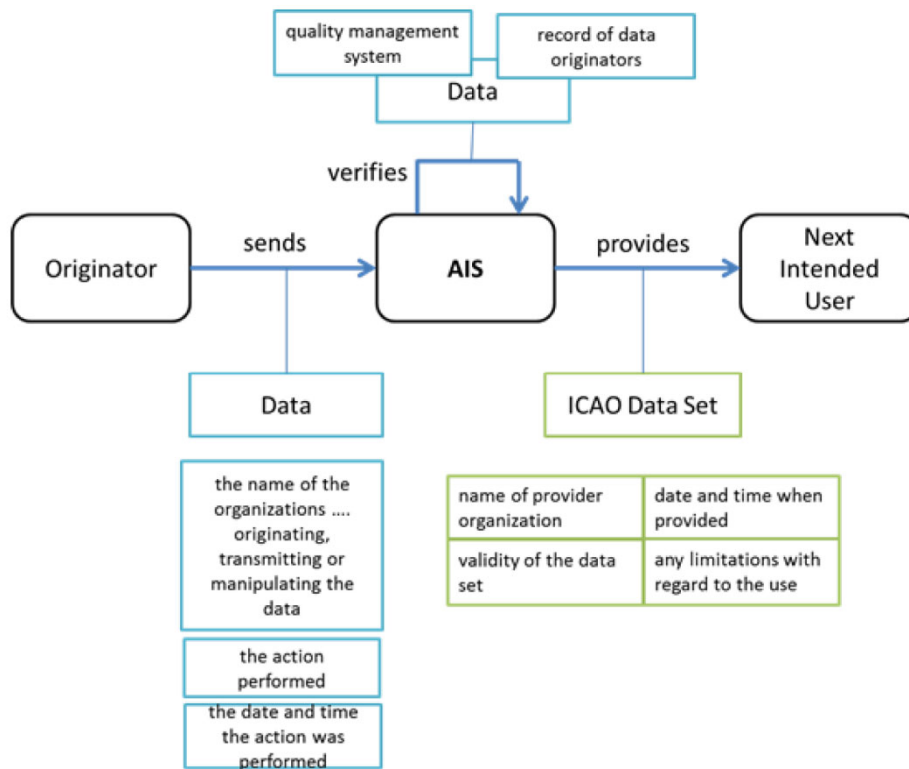 quality management
system
record of data
originators
Data
verifies
Originator
sends
AIS
provides
Next
Intended
User
Data
ICAO Data Set
the name of the
organizations ....
originating,
transmitting or
manipulating the
data
name of provider
organization
date and time when
provided
validity of the data
set
any limitations with
regard to the use
the action
performed
the date and time
the action was
performed